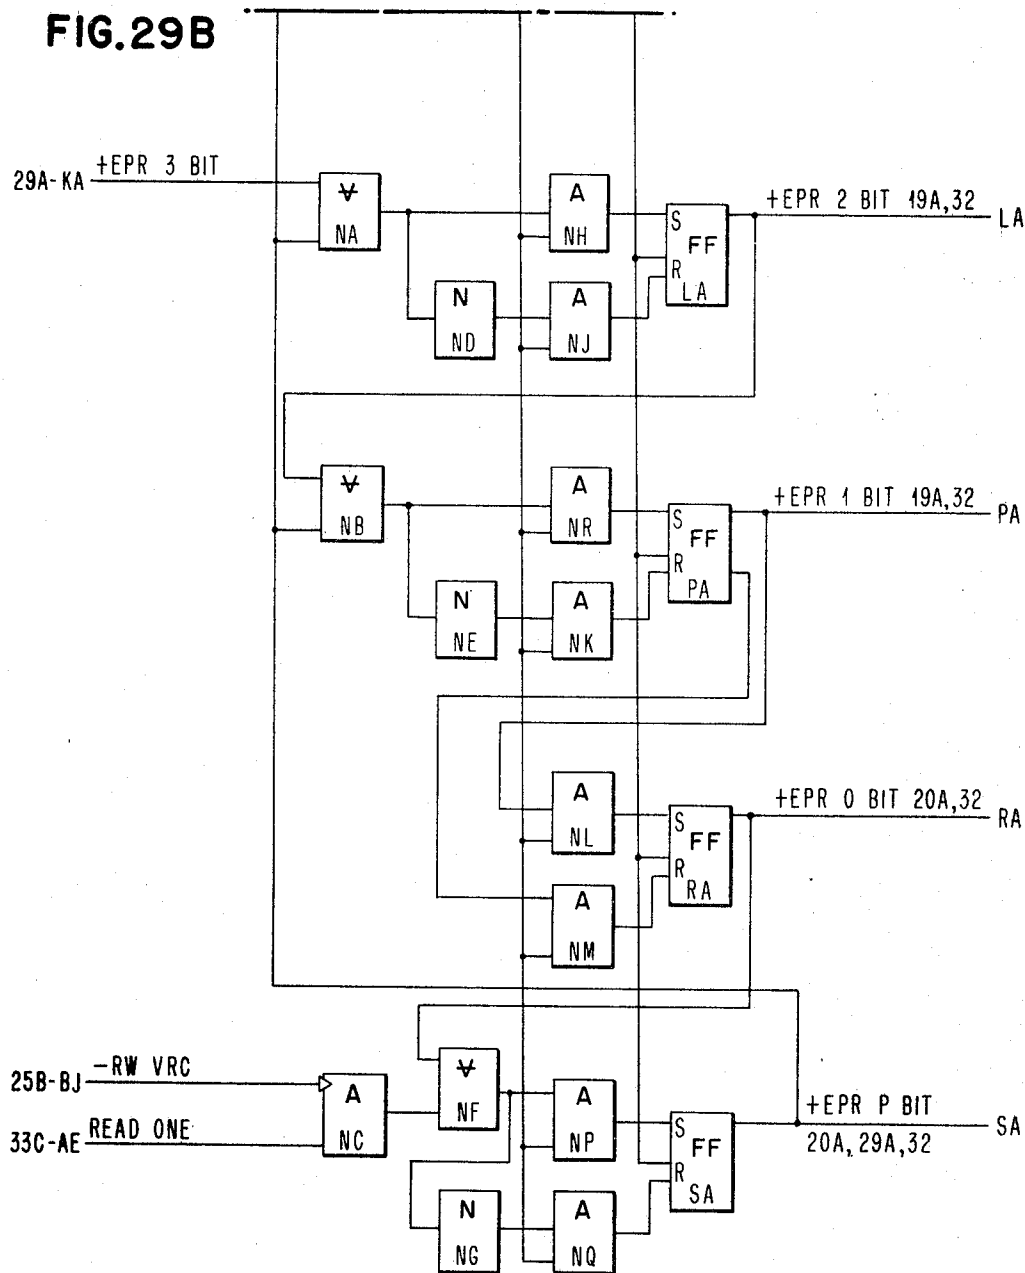 FIG.29B
29A-KA +EPR 3 BIT
∀
NA
A
NH
S
FF
R
LA
+EPR 2 BIT 19A,32
LA
N
ND
A
NJ
∀
NB
A
NR
S
FF
R
PA
+EPR 1 BIT 19A,32
PA
N
NE
A
NK
A
NL
S
FF
R
RA
+EPR 0 BIT 20A,32
RA
A
NM
25B-BJ -RW VRC
33C-AE READ ONE
A
NC
∀
NF
A
NP
S
FF
R
SA
+EPR P BIT
20A,29A,32
SA
N
NG
A
NQ